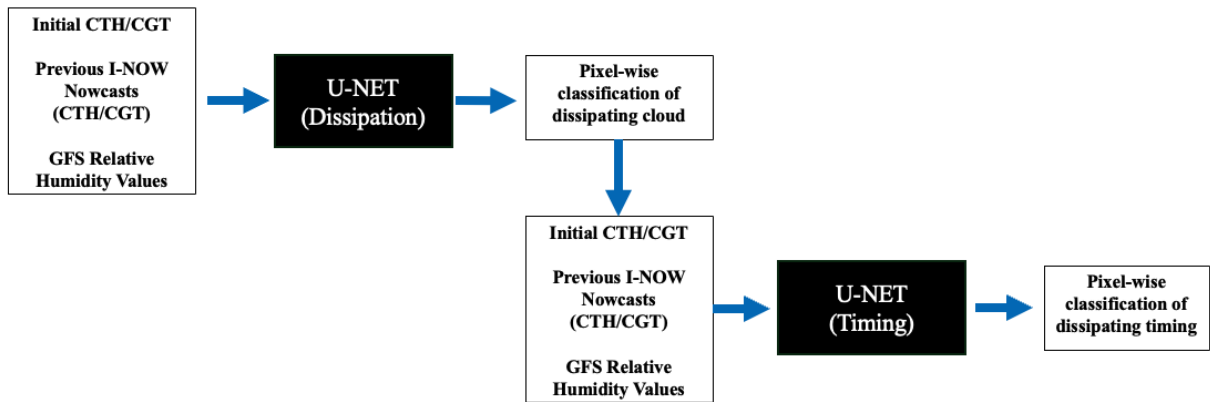 Initial CTH/CGT
Previous I-NOW
Nowcasts
(CTH/CGT)
GFS Relative
Humidity Values
U-NET
(Dissipation)
Pixel-wise
classification of
dissipating cloud
Initial CTH/CGT
Previous I-NOW
Nowcasts
(CTH/CGT)
GFS Relative
Humidity Values
U-NET
(Timing)
Pixel-wise
classification of
dissipating timing